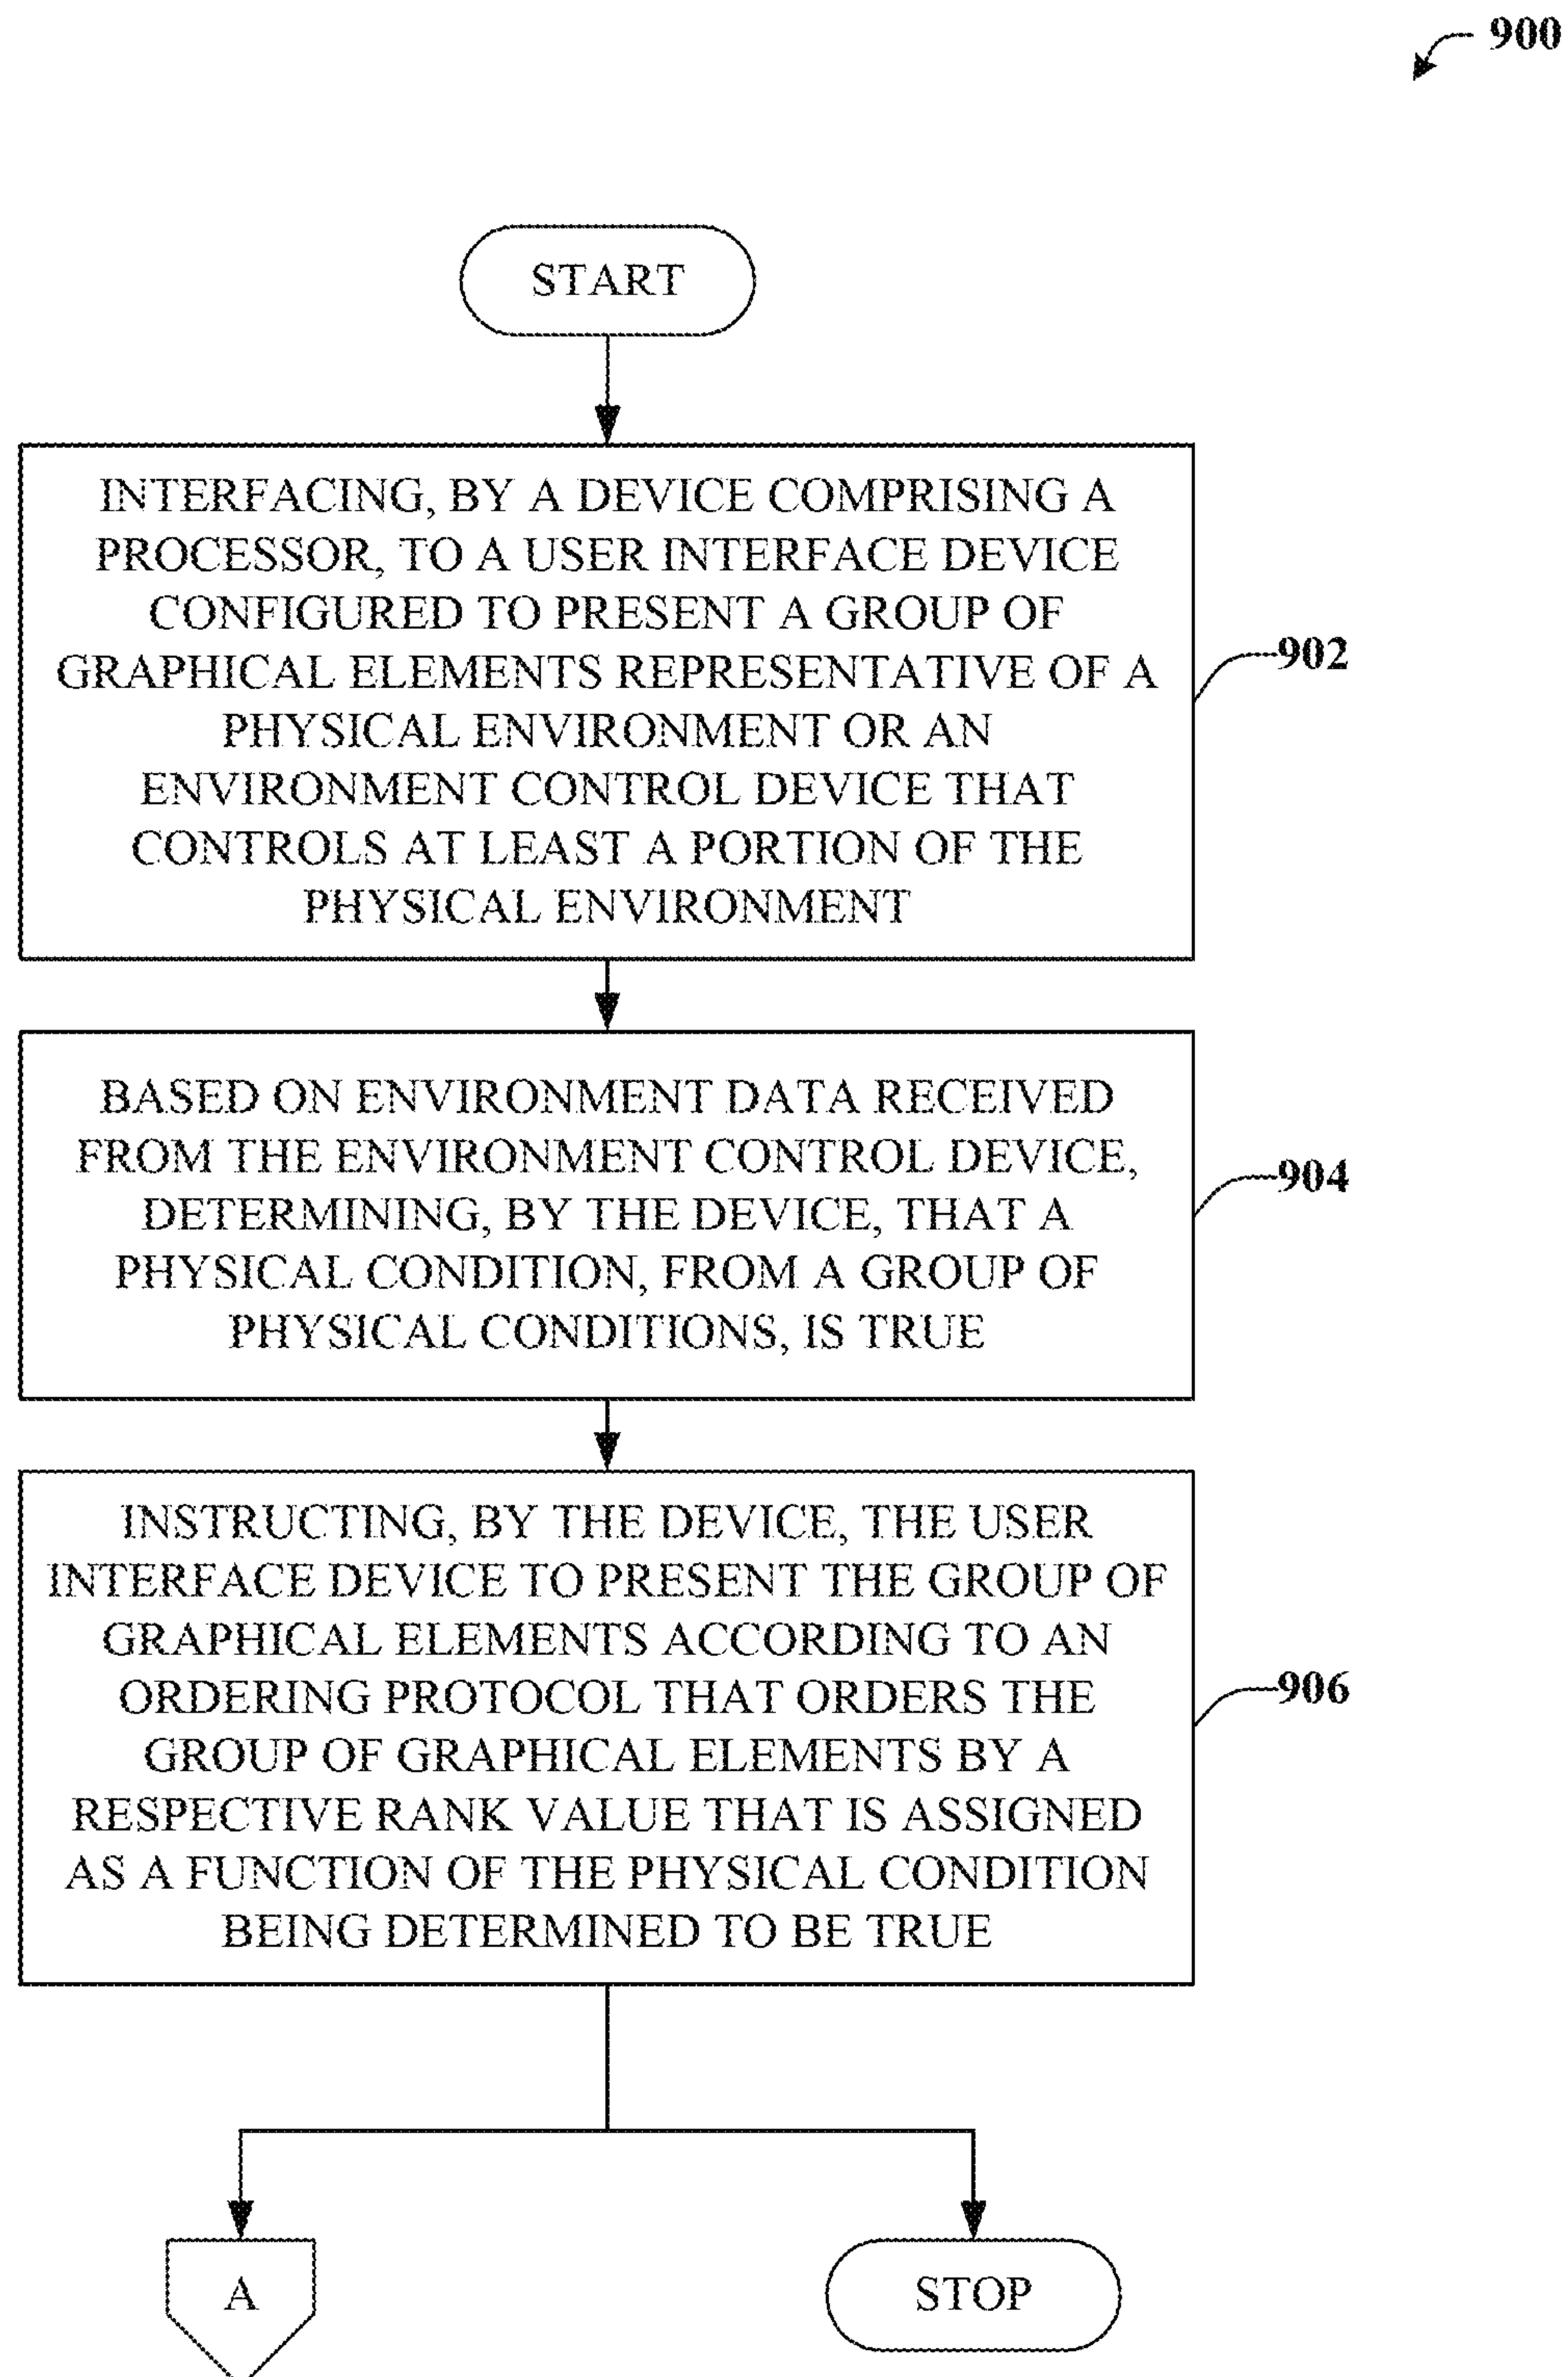 900
START
INTERFACING, BY A DEVICE COMPRISING A
PROCESSOR, TO A USER INTERFACE DEVICE
CONFIGURED TO PRESENT A GROUP OF
GRAPHICAL ELEMENTS REPRESENTATIVE OF A
PHYSICAL ENVIRONMENT OR AN
ENVIRONMENT CONTROL DEVICE THAT
CONTROLS AT LEAST A PORTION OF THE
PHYSICAL ENVIRONMENT
902
BASED ON ENVIRONMENT DATA RECEIVED
FROM THE ENVIRONMENT CONTROL DEVICE,
DETERMINING, BY THE DEVICE, THAT A
PHYSICAL CONDITION, FROM A GROUP OF
PHYSICAL CONDITIONS, IS TRUE
904
INSTRUCTING, BY THE DEVICE, THE USER
INTERFACE DEVICE TO PRESENT THE GROUP OF
GRAPHICAL ELEMENTS ACCORDING TO AN
ORDERING PROTOCOL THAT ORDERS THE
GROUP OF GRAPHICAL ELEMENTS BY A
RESPECTIVE RANK VALUE THAT IS ASSIGNED
AS A FUNCTION OF THE PHYSICAL CONDITION
BEING DETERMINED TO BE TRUE
906
A
STOP